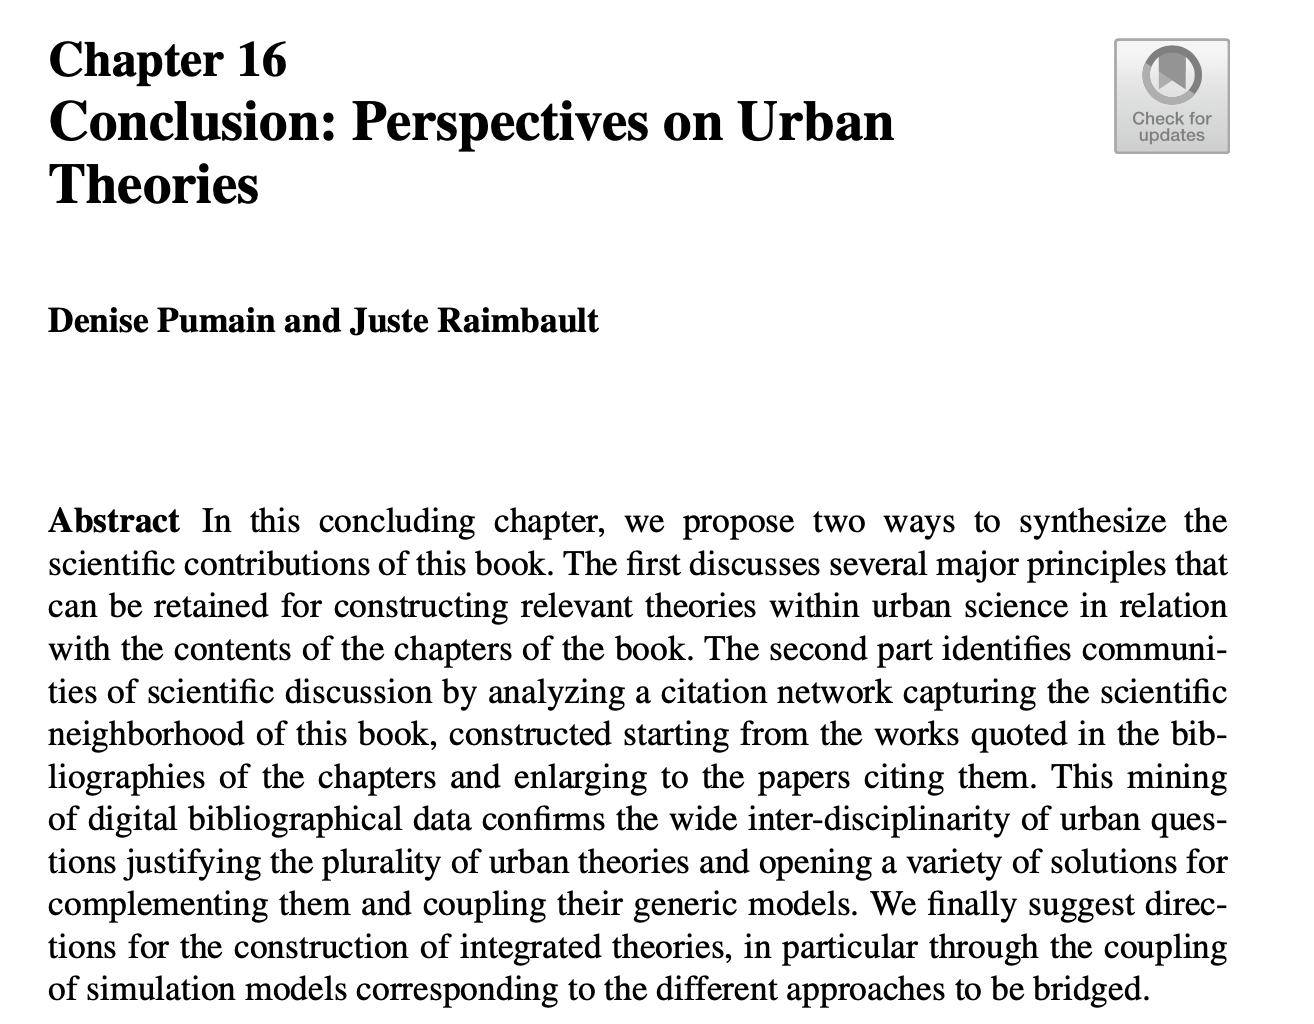 Chapter 16
Conclusion: Perspectives on Urban
Theories
Check for
updates
Denise Pumain and Juste Raimbault
Abstract In this concluding chapter, we propose two ways to synthesize the
scientific contributions of this book. The first discusses several major principles that
can be retained for constructing relevant theories within urban science in relation
with the contents of the chapters of the book. The second part identifies communi-
ties of scientific discussion by analyzing a citation network capturing the scientific
neighborhood of this book, constructed starting from the works quoted in the bib-
liographies of the chapters and enlarging to the papers citing them. This mining
of digital bibliographical data confirms the wide inter-disciplinarity of urban ques-
tions justifying the plurality of urban theories and opening a variety of solutions for
complementing them and coupling their generic models. We finally suggest direc-
tions for the construction of integrated theories, in particular through the coupling
of simulation models corresponding to the different approaches to be bridged.